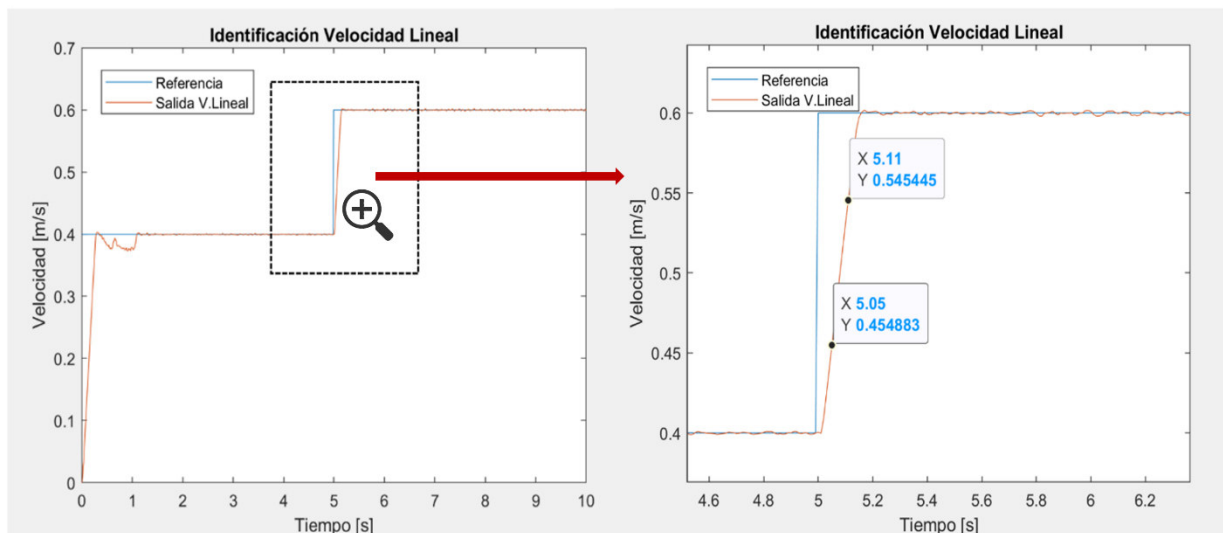 Identificación Velocidad Lineal
Referencia
Salida V.Lineal
Velocidad [m/s]
0.7
0.6
0.5
0.4
0.3
0.2
0.1
0
0 1 2 3 4 5 6 7 8 9 10
Tiempo [s]
Identificación Velocidad Lineal
Referencia
Salida V.Lineal
X 5.11
Y 0.545445
X 5.05
Y 0.454883
Velocidad [m/s]
0.6
0.55
0.5
0.45
0.4
4.6 4.8 5 5.2 5.4 5.6 5.8 6 6.2
Tiempo [s]